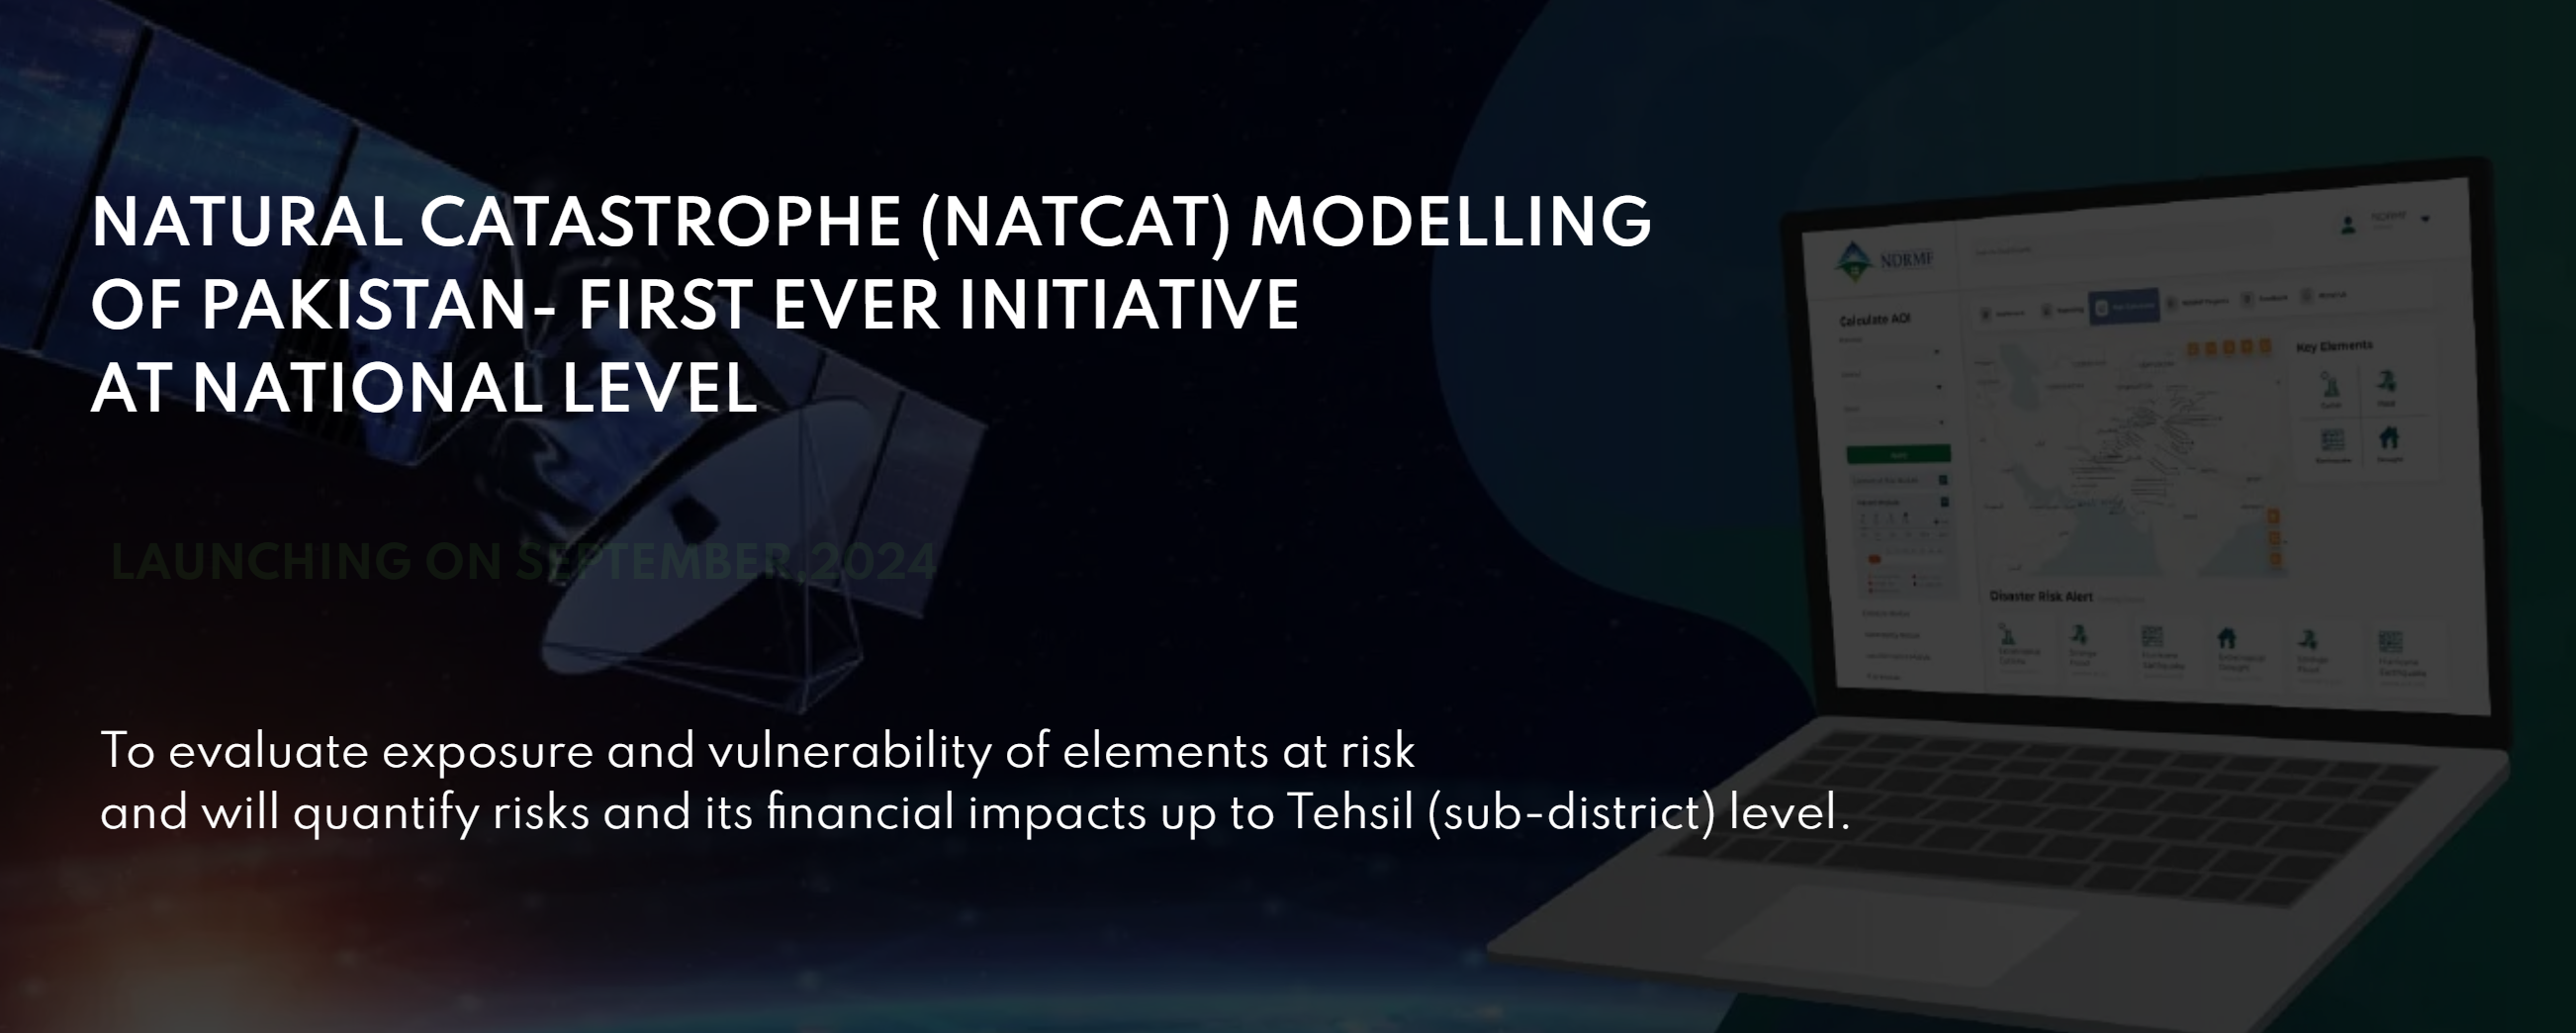 NATURAL CATASTROPHE (NATCAT) MODELLING
OF PAKISTAN- FIRST EVER INITIATIVE
AT NATIONAL LEVEL
LAUNCHING ON SEPTEMBER,2024
To evaluate exposure and vulnerability of elements at risk
and will quantify risks and its financial impacts up to Tehsil (sub-district) level.
NDRMF
NDRMF
Calculate AOI
Key Elements
Disaster Risk Alert